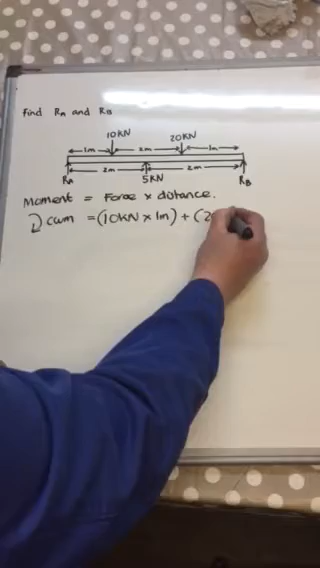 Find RA and RB
10KN 20KN
1m 2m 1m
2m 2m
RA 5KN RB
Moment = Force × distance.
CWM = (10KN × 1m) + (2